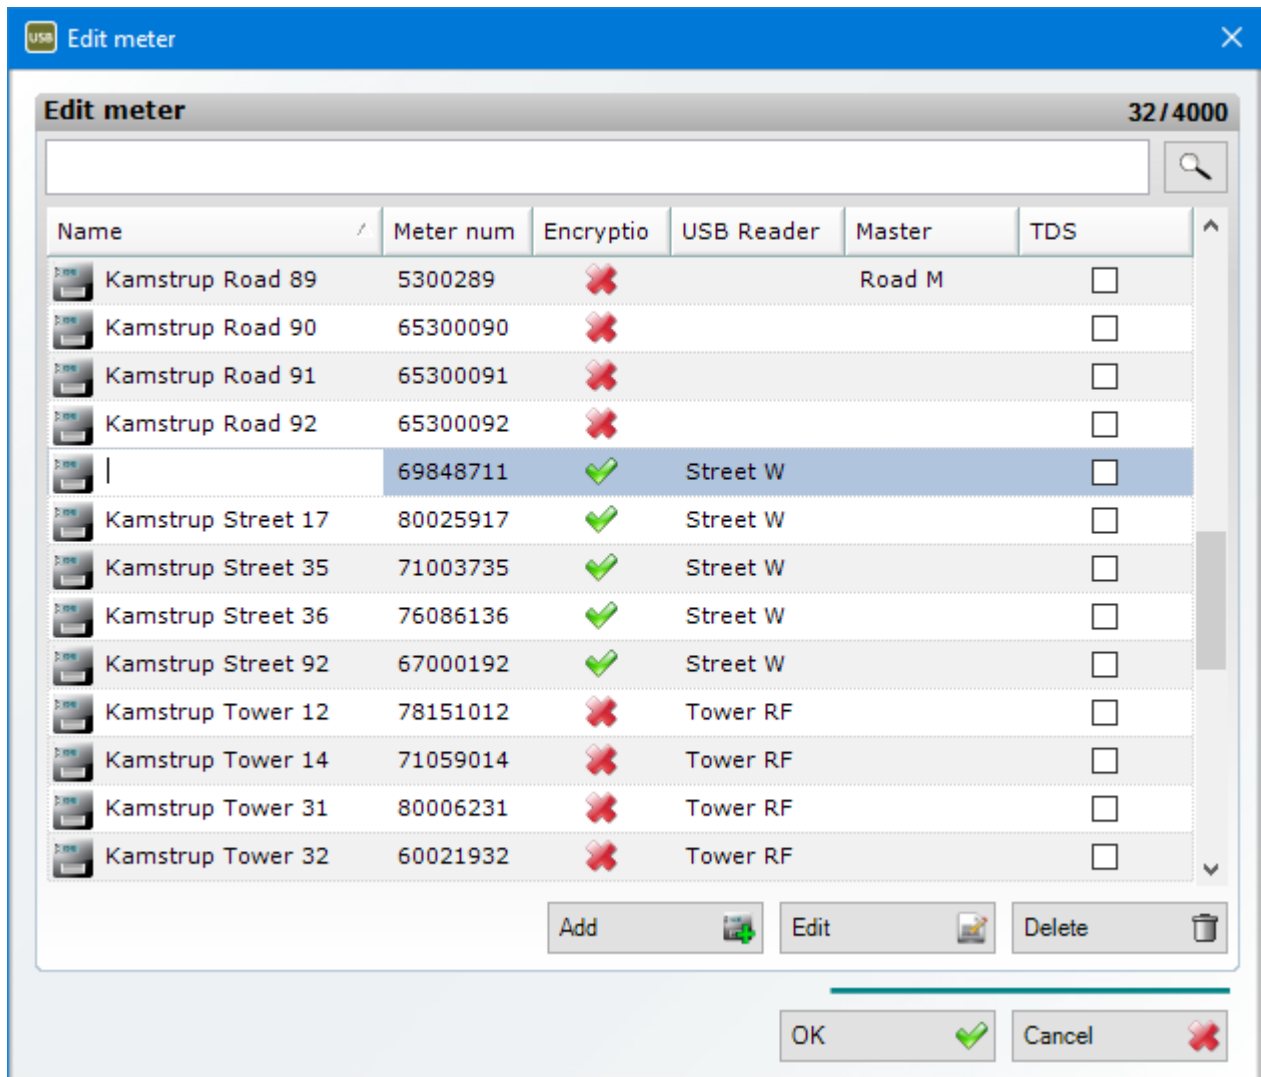 USB Edit meter
Edit meter 32/4000
Name Meter num Encryptio USB Reader Master TDS
Kamstrup Road 89 5300289 Road M
Kamstrup Road 90 65300090
Kamstrup Road 91 65300091
Kamstrup Road 92 65300092
69848711 Street W
Kamstrup Street 17 80025917 Street W
Kamstrup Street 35 71003735 Street W
Kamstrup Street 36 76086136 Street W
Kamstrup Street 92 67000192 Street W
Kamstrup Tower 12 78151012 Tower RF
Kamstrup Tower 14 71059014 Tower RF
Kamstrup Tower 31 80006231 Tower RF
Kamstrup Tower 32 60021932 Tower RF
Add Edit Delete
OK Cancel